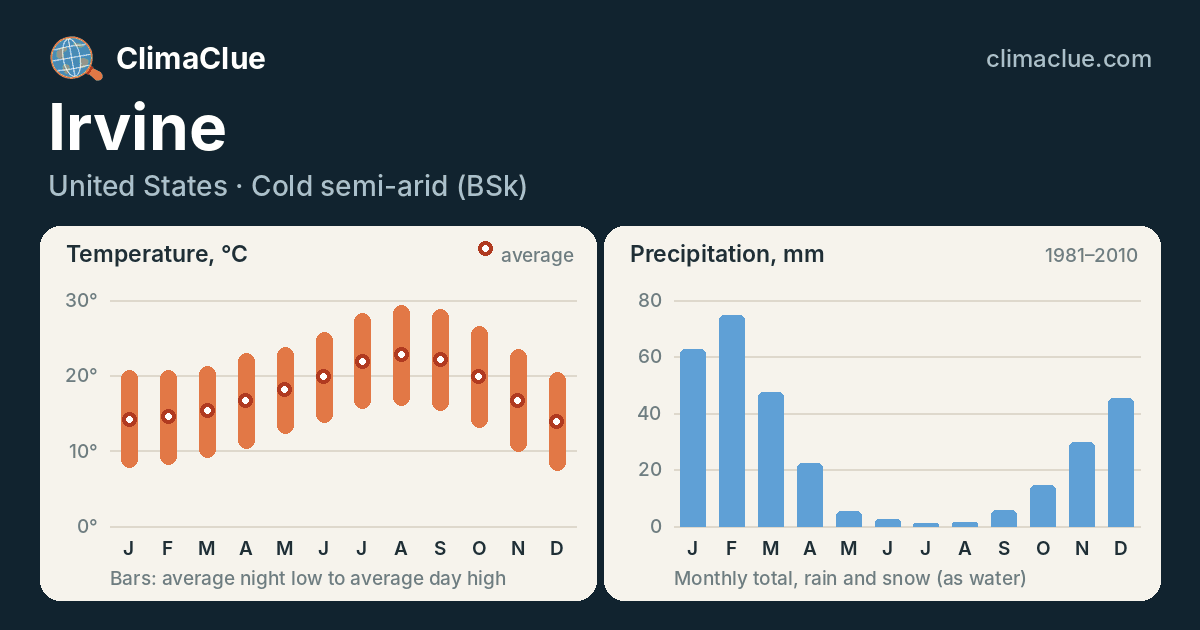 ClimaClue
climaclue.com
Irvine
United States · Cold semi-arid (BSk)
Temperature, °C
average
30°
20°
10°
0°
J F M A M J J A S O N D
Bars: average night low to average day high
Precipitation, mm
1981–2010
80
60
40
20
0
J F M A M J J A S O N D
Monthly total, rain and snow (as water)